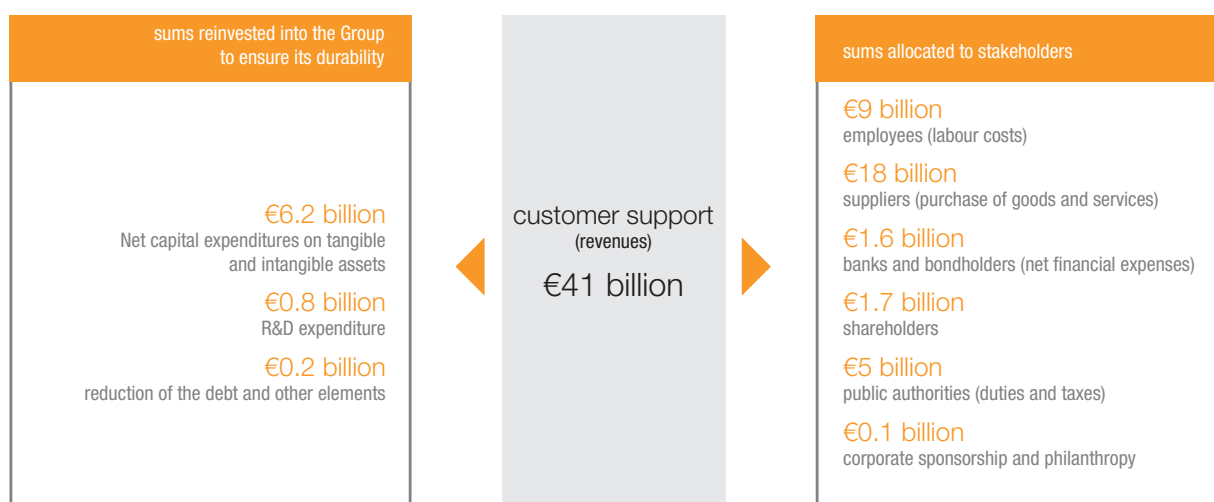 sums reinvested into the Group
to ensure its durability
€6.2 billion
Net capital expenditures on tangible
and intangible assets
€0.8 billion
R&D expenditure
€0.2 billion
reduction of the debt and other elements
customer support
(revenues)
€41 billion
sums allocated to stakeholders
€9 billion
employees (labour costs)
€18 billion
suppliers (purchase of goods and services)
€1.6 billion
banks and bondholders (net financial expenses)
€1.7 billion
shareholders
€5 billion
public authorities (duties and taxes)
€0.1 billion
corporate sponsorship and philanthropy